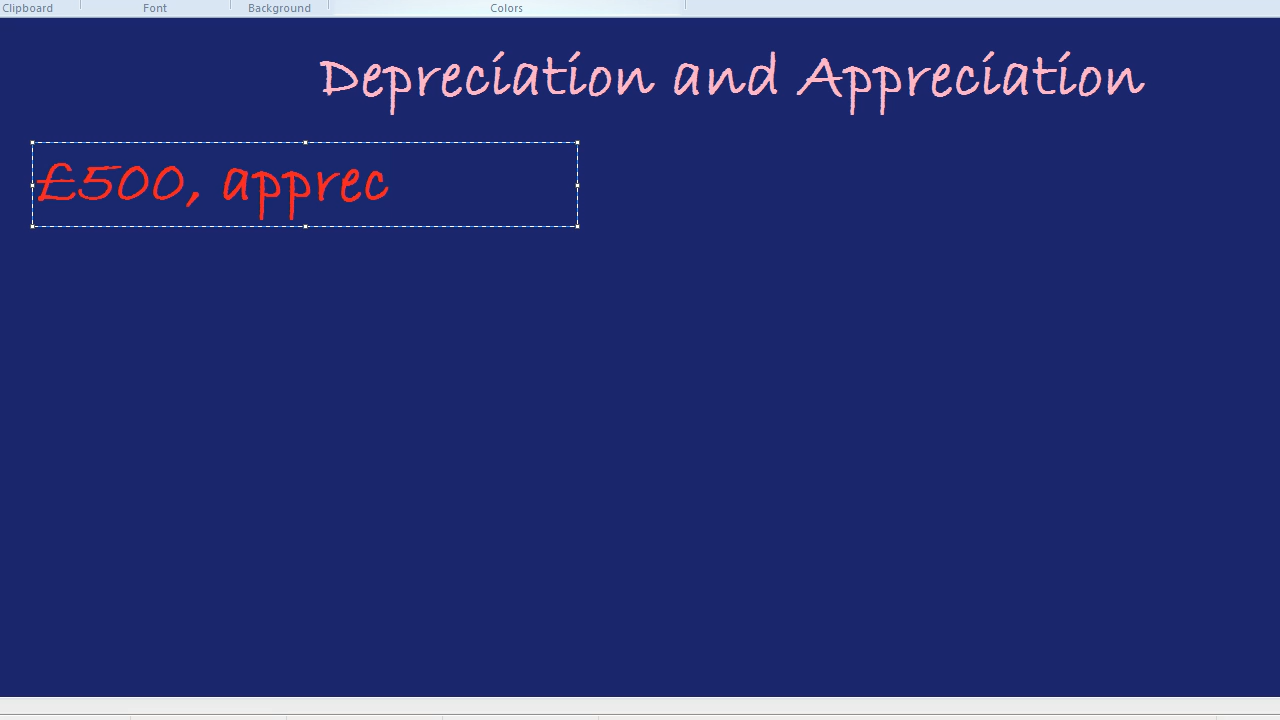 Clipboard Font Background Colors
Depreciation and Appreciation
£500, apprec